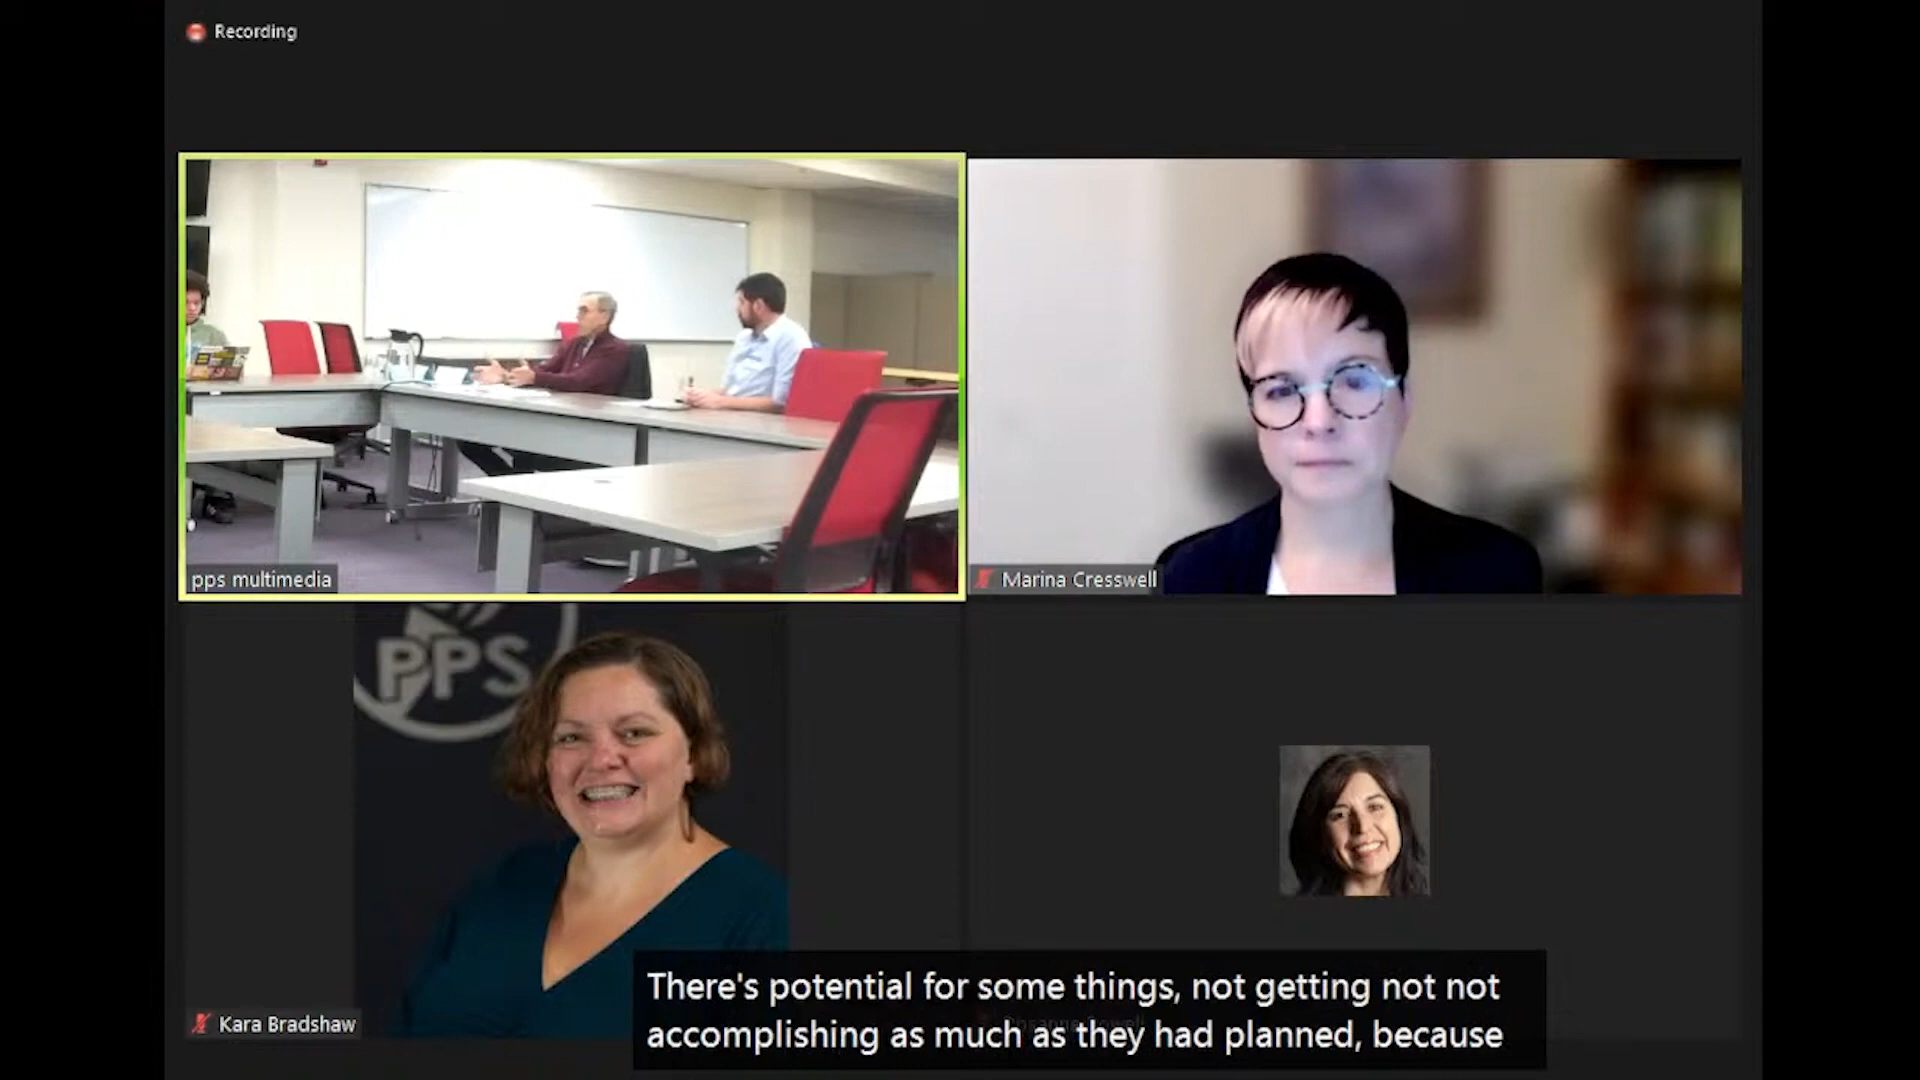 Recording
pps multimedia
Marina Cresswell
PPS
Kara Bradshaw
There's potential for some things, not getting not not
accomplishing as much as they had planned, because